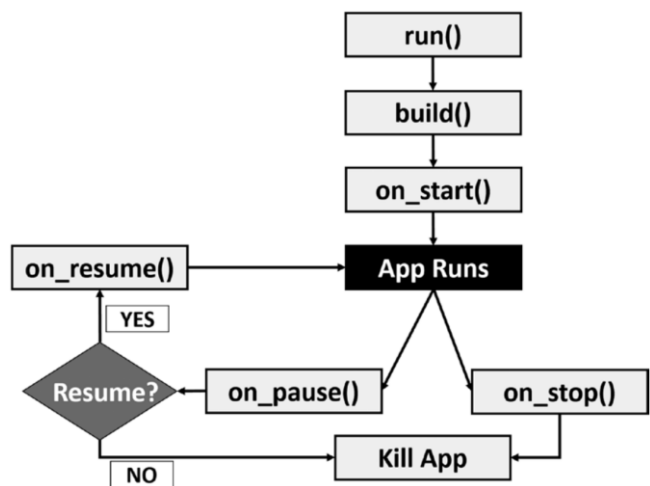 run()
build()
on_start()
on_resume()
App Runs
YES
Resume?
on_pause()
on_stop()
Kill App
NO